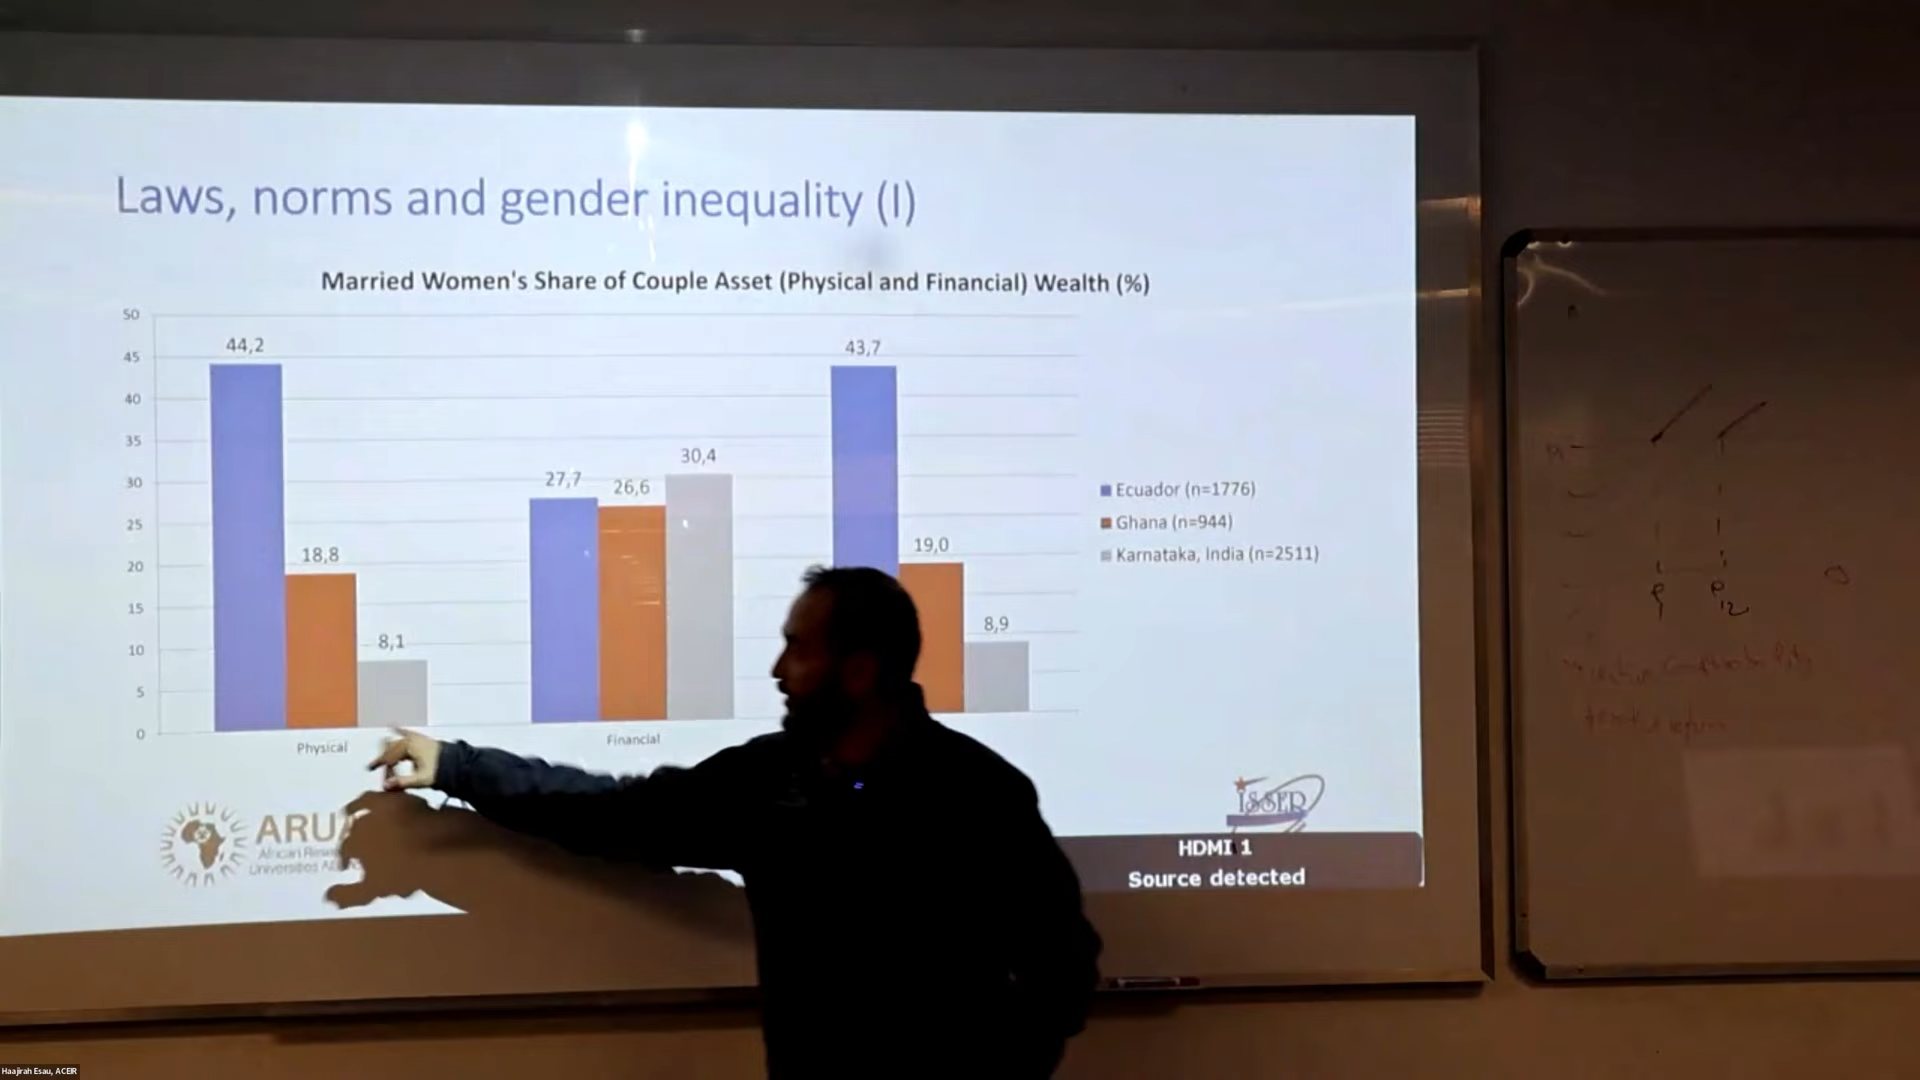 Laws, norms and gender inequality (I)
Married Women's Share of Couple Asset (Physical and Financial) Wealth (%)
50
45
40
35
30
25
20
15
10
5
0
44,2
18,8
8,1
27,7
26,6
30,4
43,7
19,0
8,9
Physical
Financial
Ecuador (n=1776)
Ghana (n=944)
Karnataka, India (n=2511)
ISSER
HDMI 1
Source detected
Haajirah Esau, ACEIR